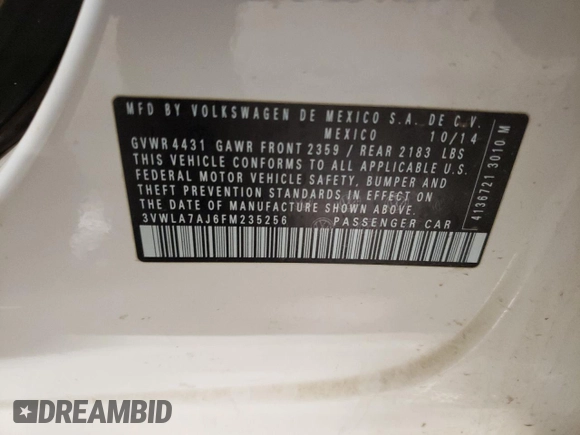 MFD BY VOLKSWAGEN DE MEXICO S.A. DE C.V.
MEXICO 10/14
GVWR 4431 GAWR FRONT 2359 / REAR 2183 LBS
THIS VEHICLE CONFORMS TO ALL APPLICABLE U.S.
FEDERAL MOTOR VEHICLE SAFETY, BUMPER AND
THEFT PREVENTION STANDARDS IN EFFECT ON
THE DATE OF MANUFACTURE SHOWN ABOVE.
3VWLA7AJ6FM235256 PASSENGER CAR
4136721 3010 M
DREAMBID